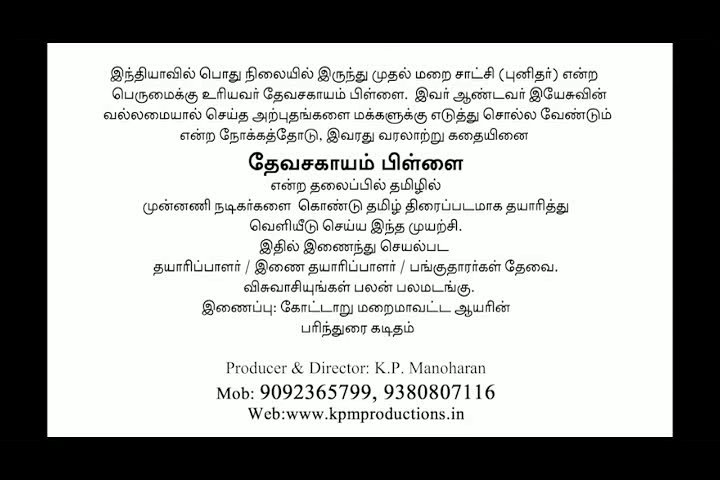 இந்தியாவில் பொது நிலையில் இருந்து முதல் மறை சாட்சி (புனிதர்) என்ற
பெருமைக்கு உரியவர் தேவசகாயம் பிள்ளை. இவர் ஆண்டவர் இயேசுவின்
வல்லமையால் செய்த அற்புதங்களை மக்களுக்கு எடுத்து சொல்ல வேண்டும்
என்ற நோக்கத்தோடு, இவரது வரலாற்று கதையினை
தேவசகாயம் பிள்ளை
என்ற தலைப்பில் தமிழில்
முன்னணி நடிகர்களை கொண்டு தமிழ் திரைப்படமாக தயாரித்து
வெளியீடு செய்ய இந்த முயற்சி.
இதில் இணைந்து செயல்பட
தயாரிப்பாளர் / இணை தயாரிப்பாளர் / பங்குதாரர்கள் தேவை.
விசுவாசியுங்கள் பலன் பலமடங்கு.
இணைப்பு: கோட்டாறு மறைமாவட்ட ஆயரின்
பரிந்துரை கடிதம்
Producer & Director: K.P. Manoharan
Mob: 9092365799, 9380807116
Web:www.kpmproductions.in